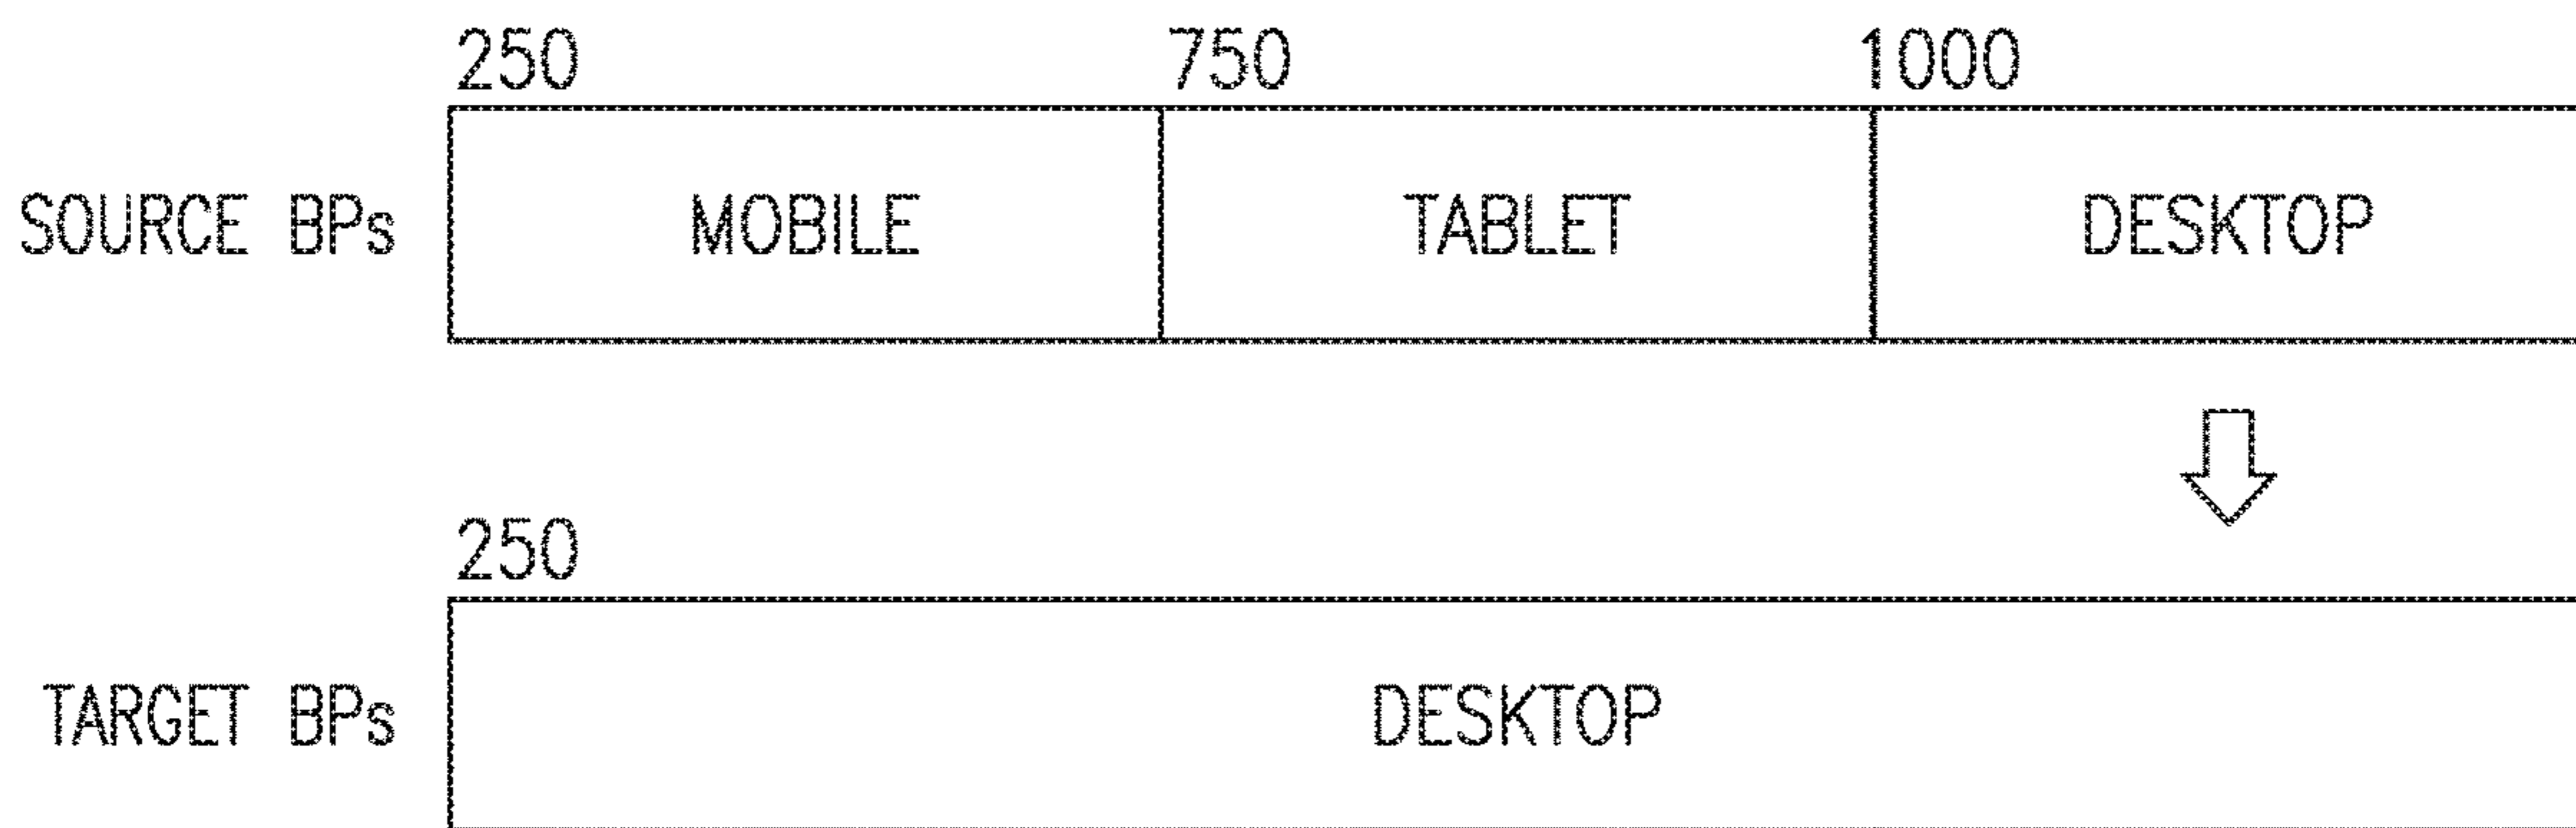 250 750 1000
SOURCE BPs MOBILE TABLET DESKTOP
250
TARGET BPs DESKTOP